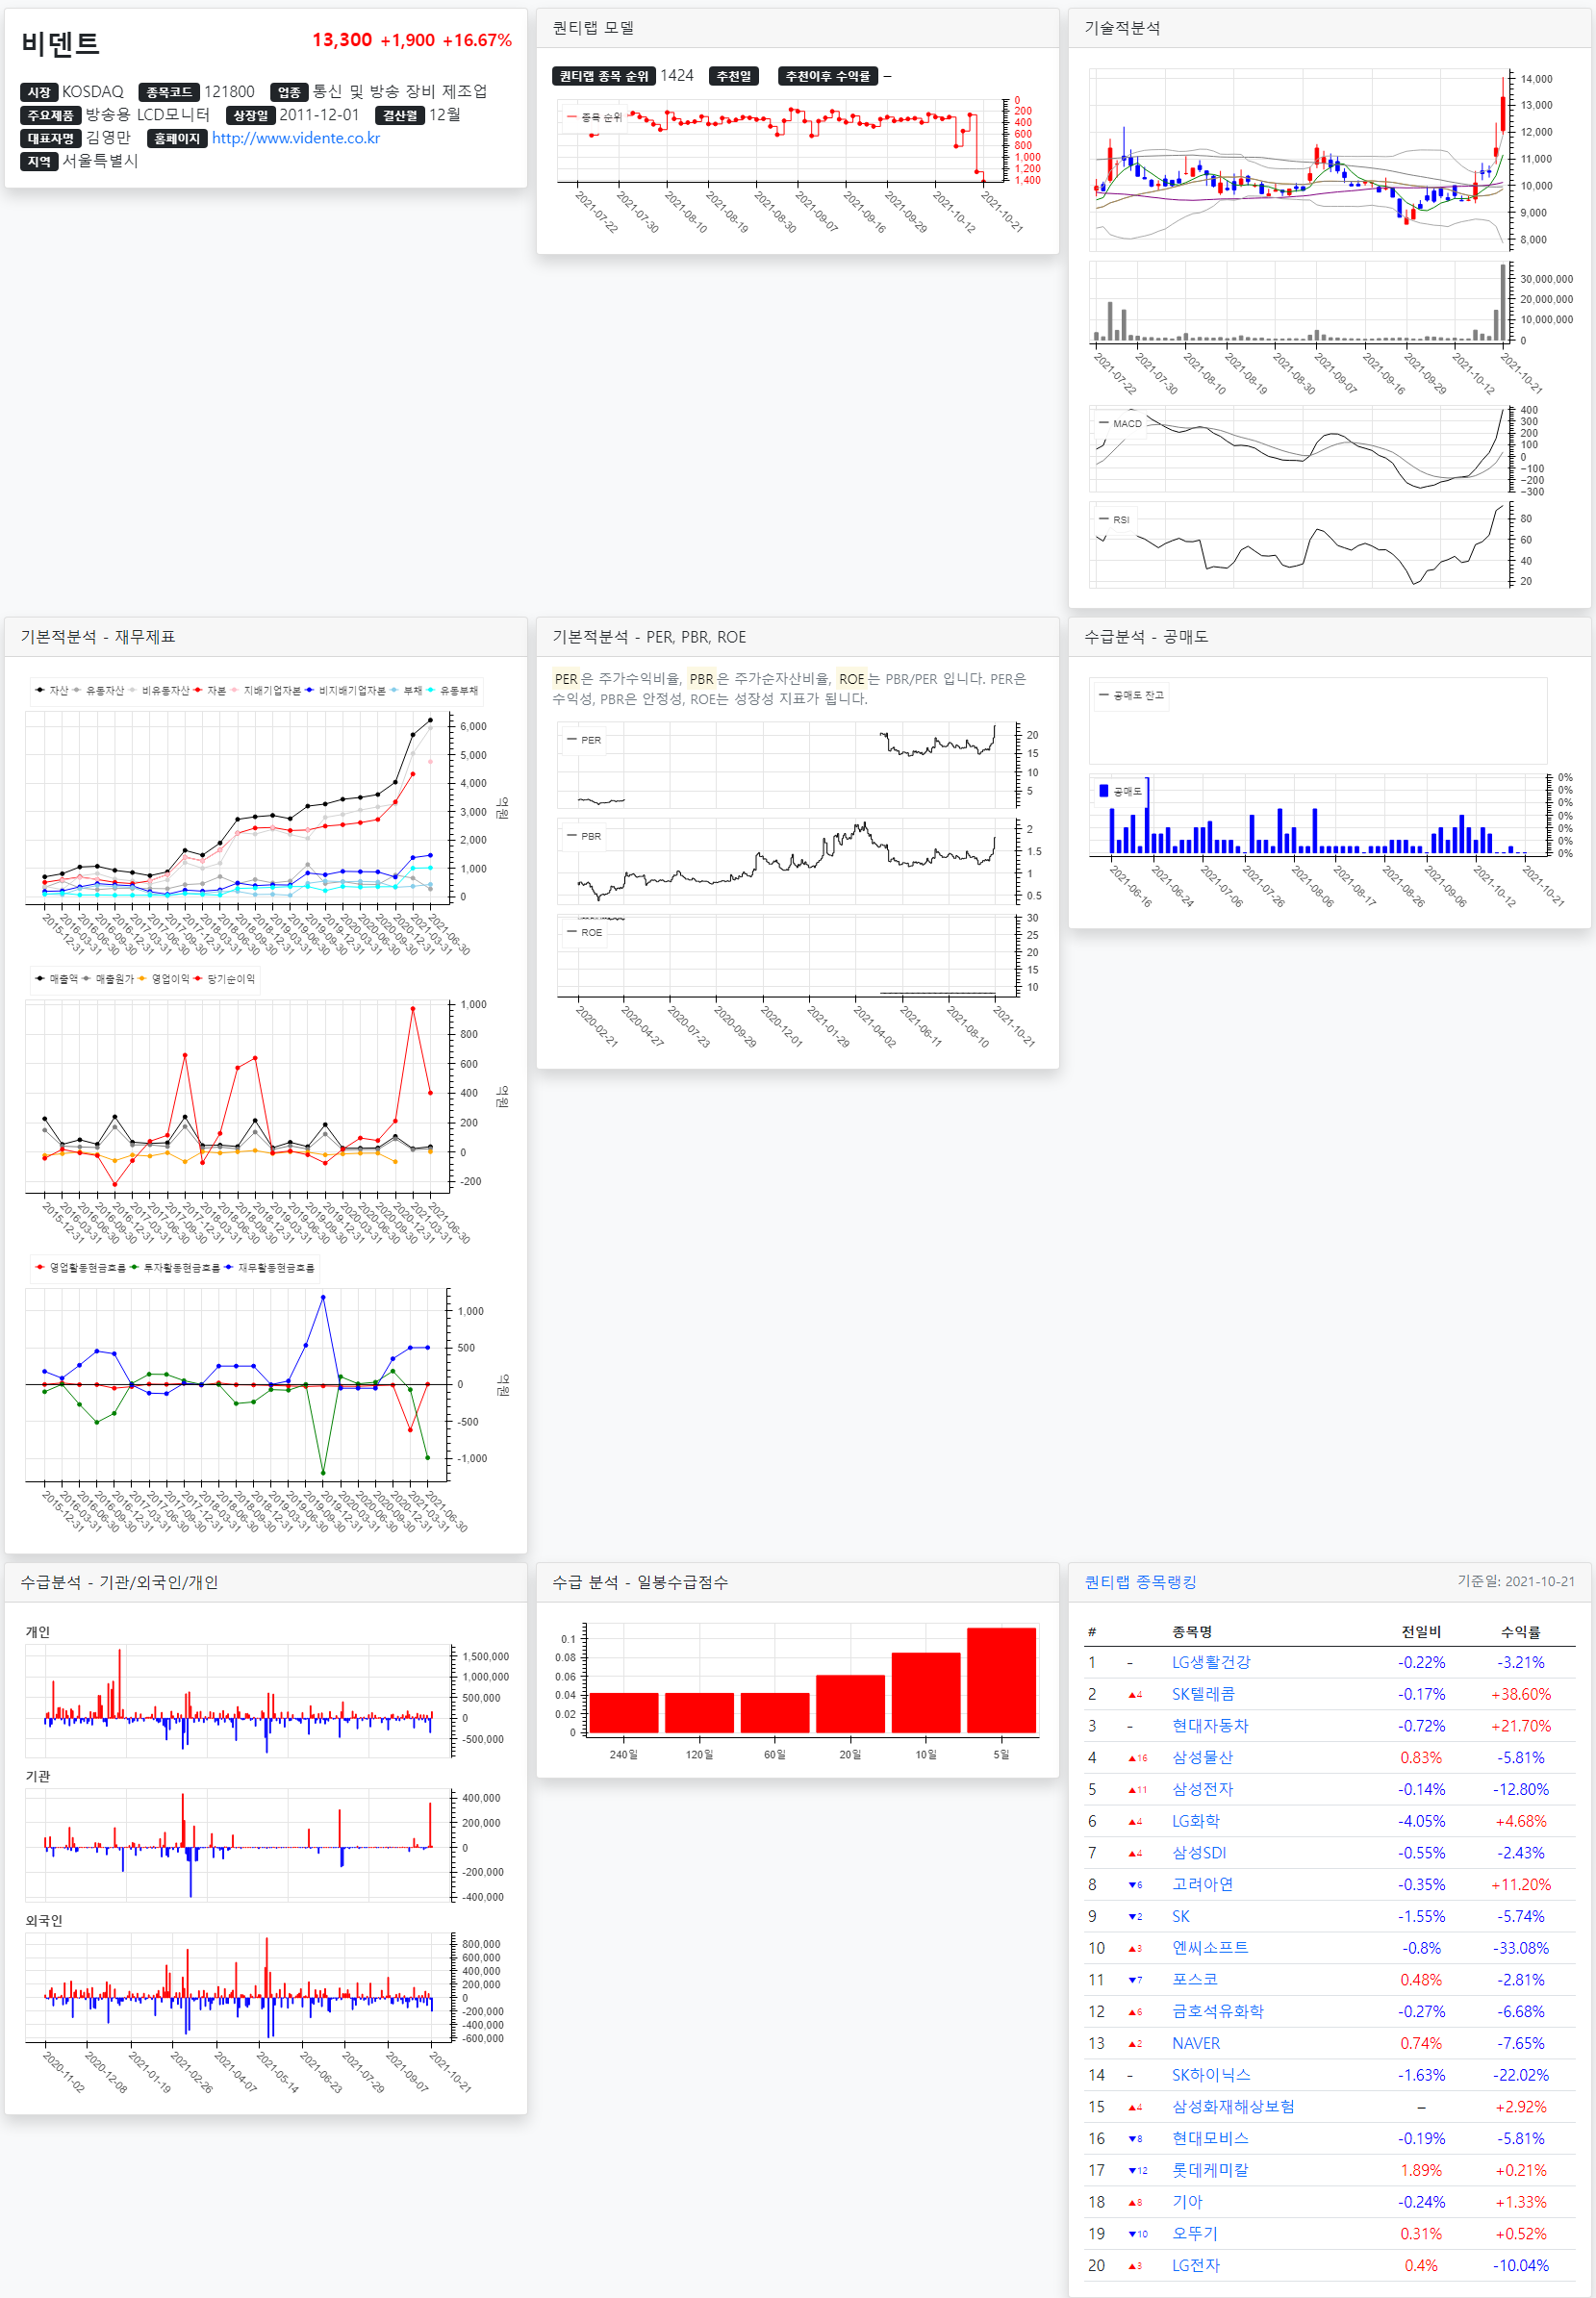 비덴트
13,300 +1,900 +16.67%
시장 KOSDAQ 종목코드 121800 업종 통신 및 방송 장비 제조업
주요제품 방송용 LCD모니터 상장일 2011-12-01 결산월 12월
대표자명 김영만 홈페이지 http://www.vidente.co.kr
지역 서울특별시
퀀티랩 모델
퀀티랩 종목 순위 1424 추천일 추천이후 수익률 –
종목 순위
0
200
400
600
800
1,000
1,200
1,400
2021-07-22 2021-07-30 2021-08-10 2021-08-19 2021-08-30 2021-09-07 2021-09-16 2021-09-29 2021-10-12 2021-10-21
기술적분석
14,000
13,000
12,000
11,000
10,000
9,000
8,000
30,000,000
20,000,000
10,000,000
0
2021-07-22 2021-07-30 2021-08-10 2021-08-19 2021-08-30 2021-09-07 2021-09-16 2021-09-29 2021-10-12 2021-10-21
MACD
400
300
200
100
0
−100
−200
−300
RSI
80
60
40
20
기본적분석 - 재무제표
자산 유동자산 비유동자산 자본 지배기업자본 비지배기업자본 부채 유동부채
6,000
5,000
4,000
3,000
2,000
1,000
0
억원
2015-12-31 2016-03-31 2016-06-30 2016-09-30 2016-12-31 2017-03-31 2017-06-30 2017-09-30 2017-12-31 2018-03-31 2018-06-30 2018-09-30 2018-12-31 2019-03-31 2019-06-30 2019-09-30 2019-12-31 2020-03-31 2020-06-30 2020-09-30 2020-12-31 2021-03-31 2021-06-30
매출액 매출원가 영업이익 당기순이익
1,000
800
600
400
200
0
-200
억원
2015-12-31 2016-03-31 2016-06-30 2016-09-30 2016-12-31 2017-03-31 2017-06-30 2017-09-30 2017-12-31 2018-03-31 2018-06-30 2018-09-30 2018-12-31 2019-03-31 2019-06-30 2019-09-30 2019-12-31 2020-03-31 2020-06-30 2020-09-30 2020-12-31 2021-03-31 2021-06-30
영업활동현금흐름 투자활동현금흐름 재무활동현금흐름
1,000
500
0
-500
-1,000
억원
2015-12-31 2016-03-31 2016-06-30 2016-09-30 2016-12-31 2017-03-31 2017-06-30 2017-09-30 2017-12-31 2018-03-31 2018-06-30 2018-09-30 2018-12-31 2019-03-31 2019-06-30 2019-09-30 2019-12-31 2020-03-31 2020-06-30 2020-09-30 2020-12-31 2021-03-31 2021-06-30
기본적분석 - PER, PBR, ROE
PER은 주가수익비율, PBR은 주가순자산비율, ROE는 PBR/PER 입니다. PER은
수익성, PBR은 안정성, ROE는 성장성 지표가 됩니다.
PER
20
15
10
5
PBR
2
1.5
1
0.5
ROE
30
25
20
15
10
2020-02-21 2020-04-27 2020-07-23 2020-09-29 2020-12-01 2021-01-29 2021-04-02 2021-06-11 2021-08-10 2021-10-21
수급분석 - 공매도
공매도 잔고
공매도
0%
0%
0%
0%
0%
0%
0%
2021-06-16 2021-06-24 2021-07-06 2021-07-26 2021-08-06 2021-08-17 2021-08-26 2021-09-06 2021-10-12 2021-10-21
수급분석 - 기관/외국인/개인
개인
1,500,000
1,000,000
500,000
0
-500,000
기관
400,000
200,000
0
-200,000
-400,000
외국인
800,000
600,000
400,000
200,000
0
-200,000
-400,000
-600,000
2020-11-02 2020-12-08 2021-01-19 2021-02-26 2021-04-07 2021-05-14 2021-06-23 2021-07-29 2021-09-07 2021-10-21
수급 분석 - 일봉수급점수
0.1
0.08
0.06
0.04
0.02
0
240일 120일 60일 20일 10일 5일
퀀티랩 종목랭킹 기준일: 2021-10-21
# 종목명 전일비 수익률
1 - LG생활건강 -0.22% -3.21%
2 ▲4 SK텔레콤 -0.17% +38.60%
3 - 현대자동차 -0.72% +21.70%
4 ▲16 삼성물산 0.83% -5.81%
5 ▲11 삼성전자 -0.14% -12.80%
6 ▲4 LG화학 -4.05% +4.68%
7 ▲4 삼성SDI -0.55% -2.43%
8 ▼6 고려아연 -0.35% +11.20%
9 ▼2 SK -1.55% -5.74%
10 ▲3 엔씨소프트 -0.8% -33.08%
11 ▼7 포스코 0.48% -2.81%
12 ▲6 금호석유화학 -0.27% -6.68%
13 ▲2 NAVER 0.74% -7.65%
14 - SK하이닉스 -1.63% -22.02%
15 ▲4 삼성화재해상보험 – +2.92%
16 ▼8 현대모비스 -0.19% -5.81%
17 ▼12 롯데케미칼 1.89% +0.21%
18 ▲8 기아 -0.24% +1.33%
19 ▼10 오뚜기 0.31% +0.52%
20 ▲3 LG전자 0.4% -10.04%